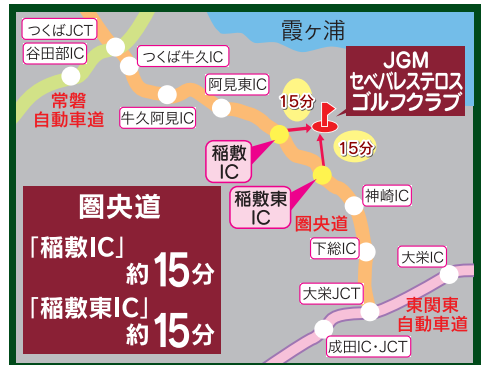 つくばJCT
谷田部IC
つくば牛久IC
霞ヶ浦
JGM
セベバレステロス
ゴルフクラブ
阿見東IC
15分
常磐
自動車道
牛久阿見IC
15分
稲敷
IC
稲敷東
IC
神崎IC
圏央道
圏央道
「稲敷IC」
約15分
「稲敷東IC」
約15分
下総IC
大栄IC
大栄JCT
東関東
自動車道
成田IC・JCT